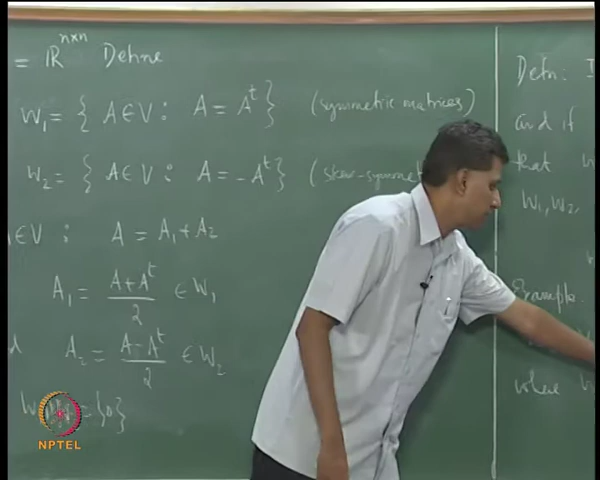 = ℝ^{n×n} Define
W₁ = { A∈V : A = A^t } (symmetric matrices)
W₂ = { A∈V : A = -A^t } (skew-symmet
A∈V : A = A₁ + A₂
A₁ = (A + A^t)/2 ∈ W₁
A₂ = (A - A^t)/2 ∈ W₂
= {0}
Defn:
and if
that
W₁, W₂,
Example.
where
NPTEL